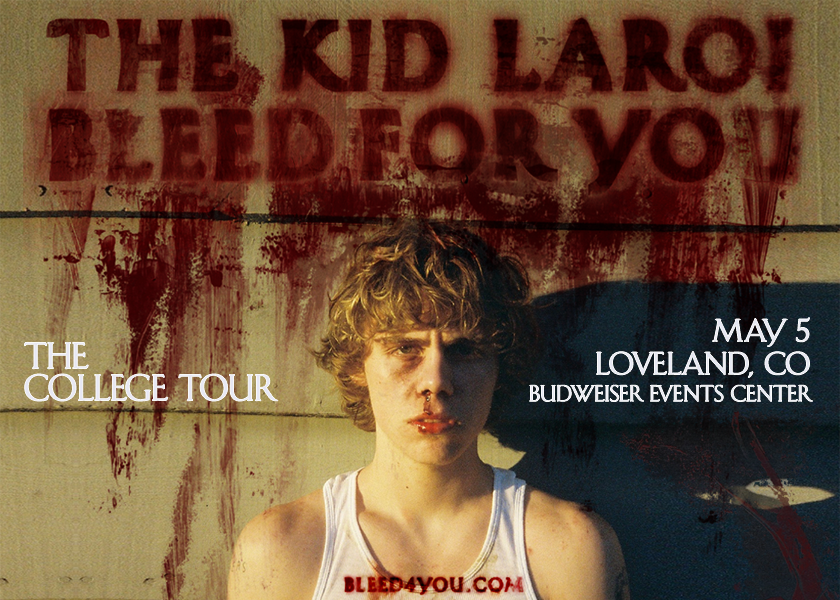 THE KID LAROI
BLEED FOR YOU
THE
COLLEGE TOUR
MAY 5
LOVELAND, CO
BUDWEISER EVENTS CENTER
BLEED4YOU.COM